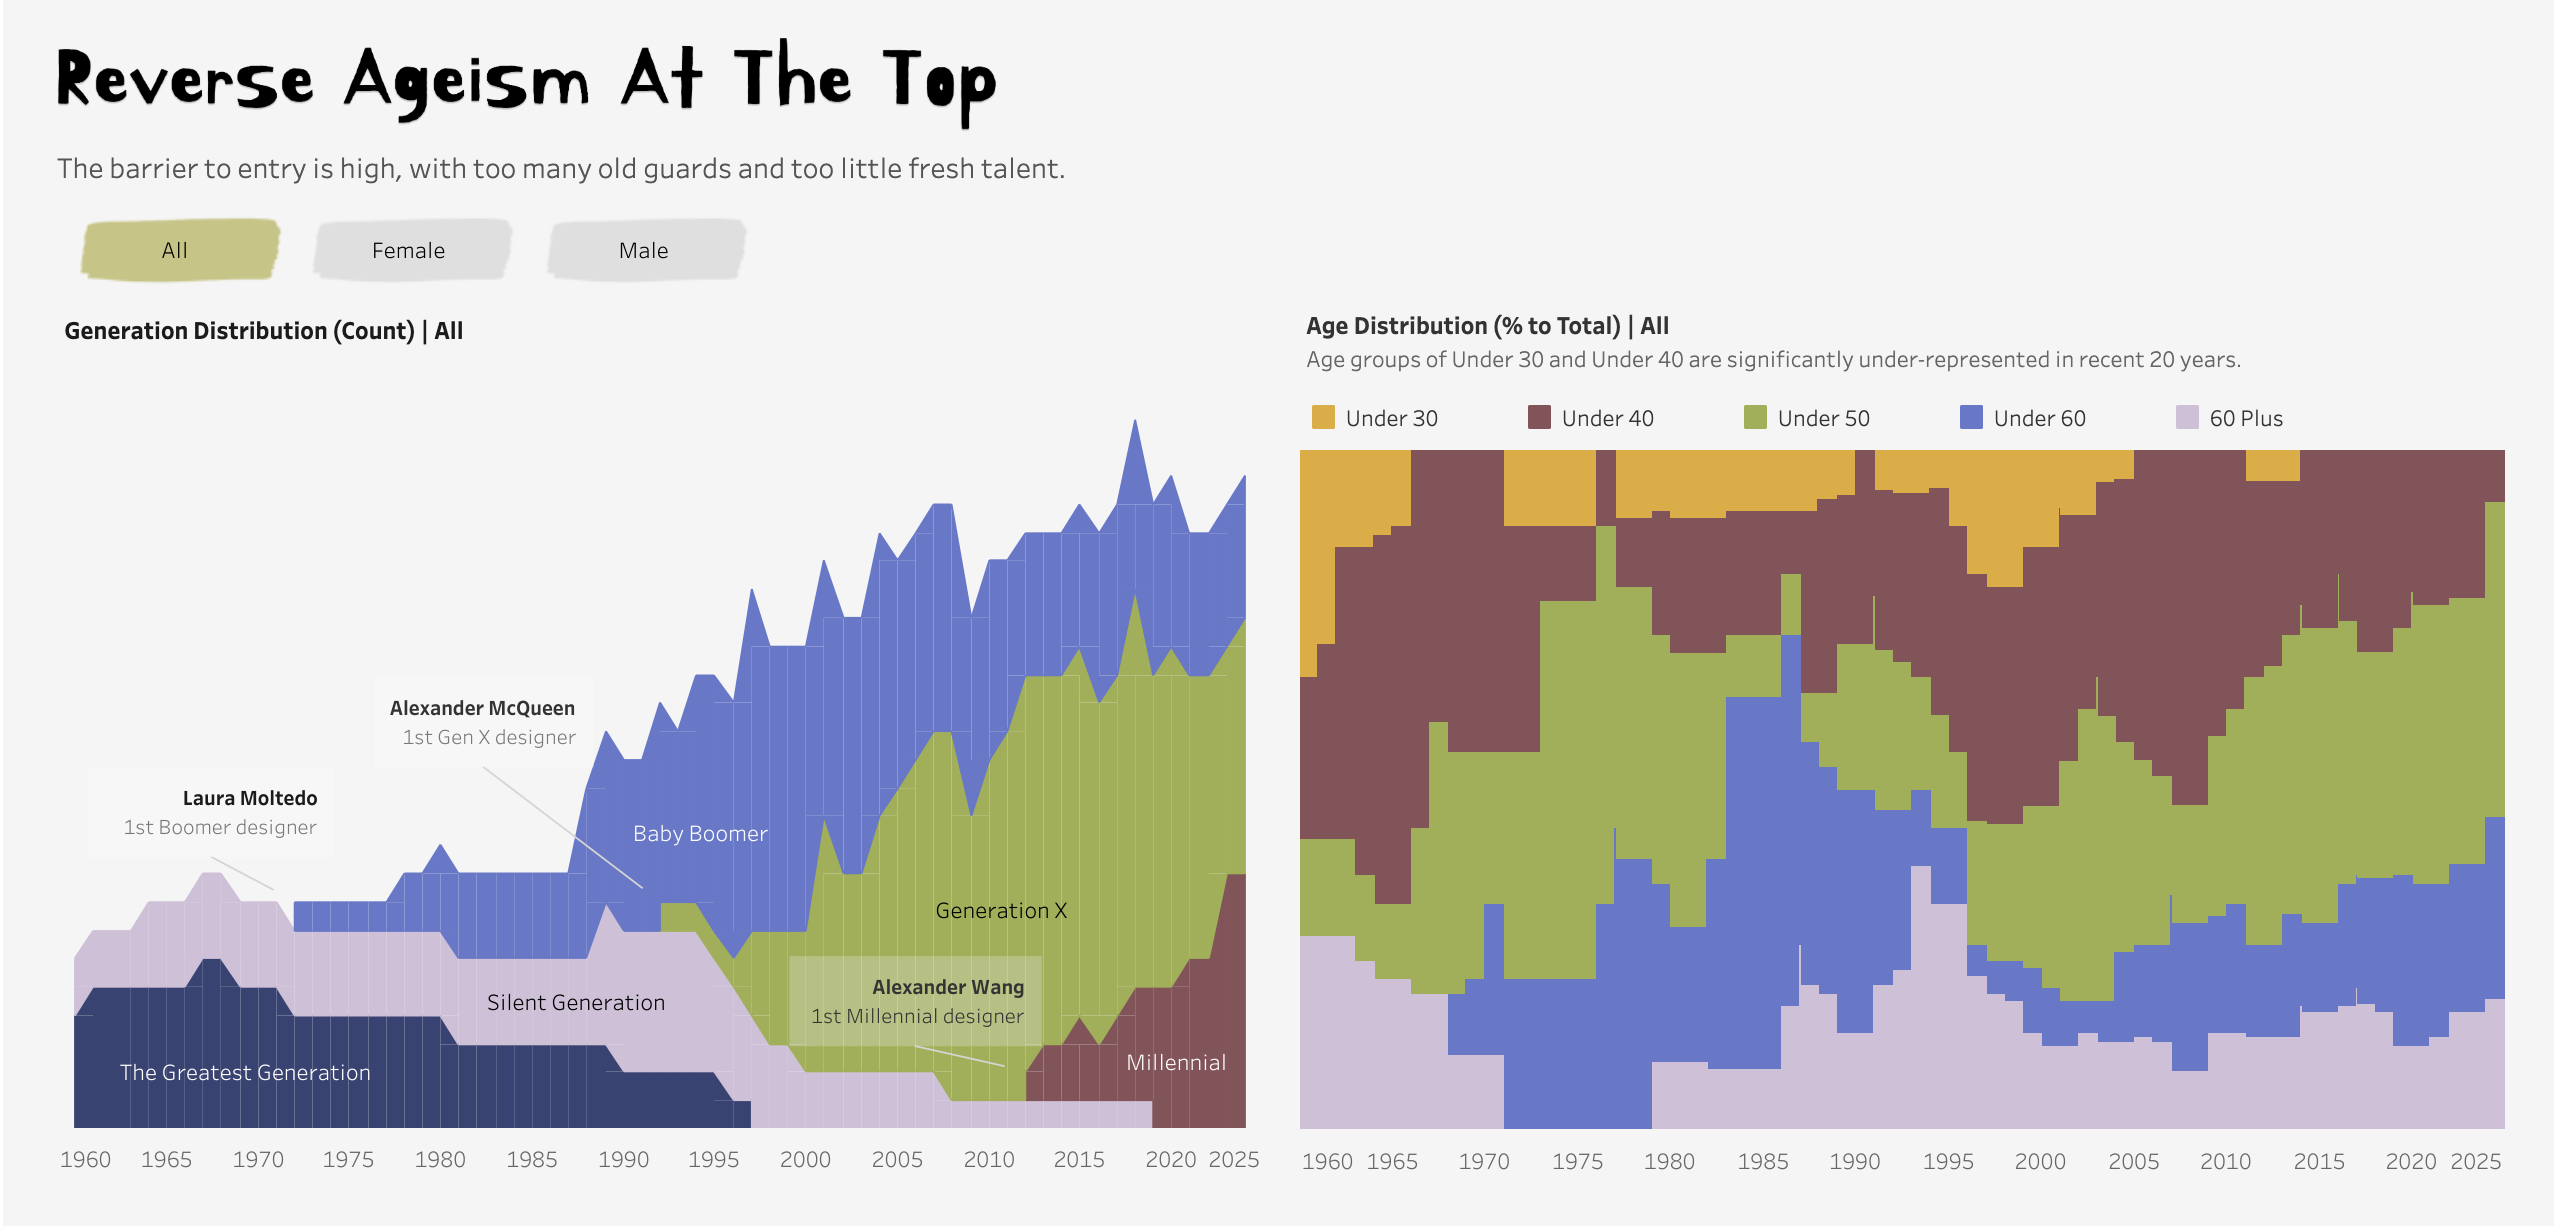 Reverse Ageism At The Top
The barrier to entry is high, with too many old guards and too little fresh talent.
All
Female
Male
Generation Distribution (Count) | All
Alexander McQueen
1st Gen X designer
Laura Moltedo
1st Boomer designer
Baby Boomer
Generation X
Alexander Wang
1st Millennial designer
Silent Generation
The Greatest Generation
Millennial
1960 1965 1970 1975 1980 1985 1990 1995 2000 2005 2010 2015 2020 2025
Age Distribution (% to Total) | All
Age groups of Under 30 and Under 40 are significantly under-represented in recent 20 years.
Under 30 Under 40 Under 50 Under 60 60 Plus
1960 1965 1970 1975 1980 1985 1990 1995 2000 2005 2010 2015 2020 2025